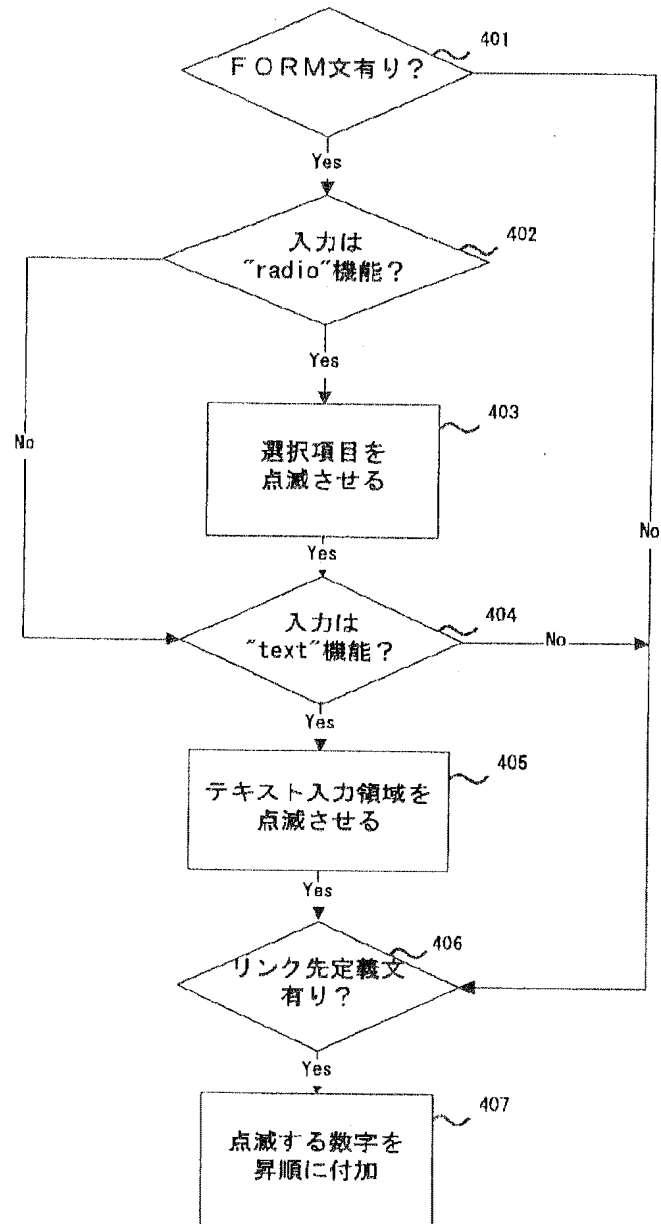 401
FORM文有り？
Yes
402
入力は
"radio"機能？
Yes
403
No
選択項目を
点滅させる
No
Yes
404
入力は
"text"機能？
No
Yes
405
テキスト入力領域を
点滅させる
Yes
406
リンク先定義文
有り？
Yes
407
点滅する数字を
昇順に付加